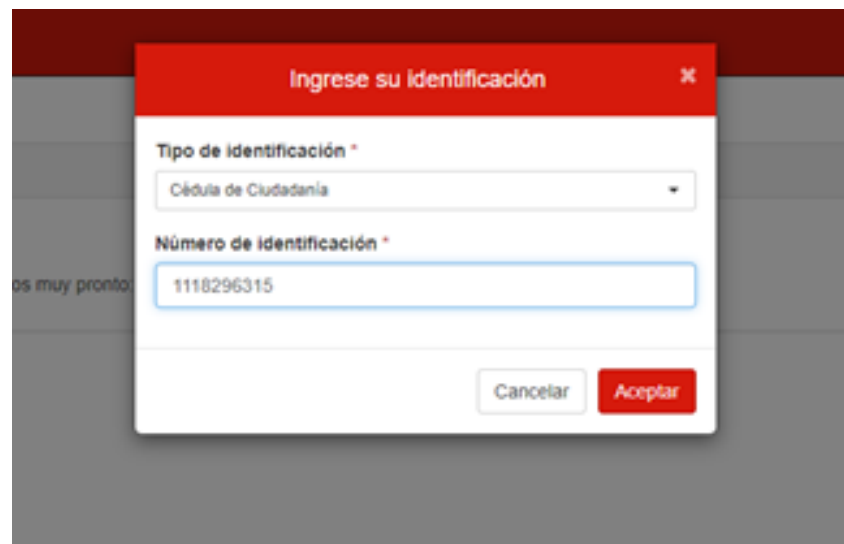 Ingrese su identificación
Tipo de identificación *
Cédula de Ciudadanía
Número de identificación *
os muy pronto:
1118296315
Cancelar Aceptar